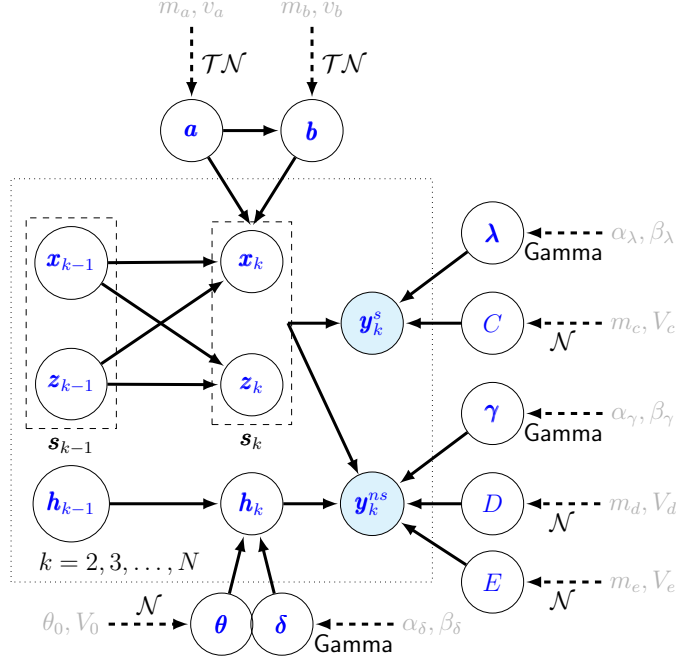 m_a, v_a
m_b, v_b
𝒯𝒩
𝒯𝒩
a
b
x_{k−1}
x_k
λ
α_λ, β_λ
Gamma
y_k^s
C
m_c, V_c
𝒩
z_{k−1}
z_k
s_{k−1}
s_k
γ
α_γ, β_γ
Gamma
h_{k−1}
h_k
y_k^{ns}
D
m_d, V_d
𝒩
k = 2, 3, . . . , N
E
m_e, V_e
𝒩
θ_0, V_0
𝒩
θ
δ
α_δ, β_δ
Gamma